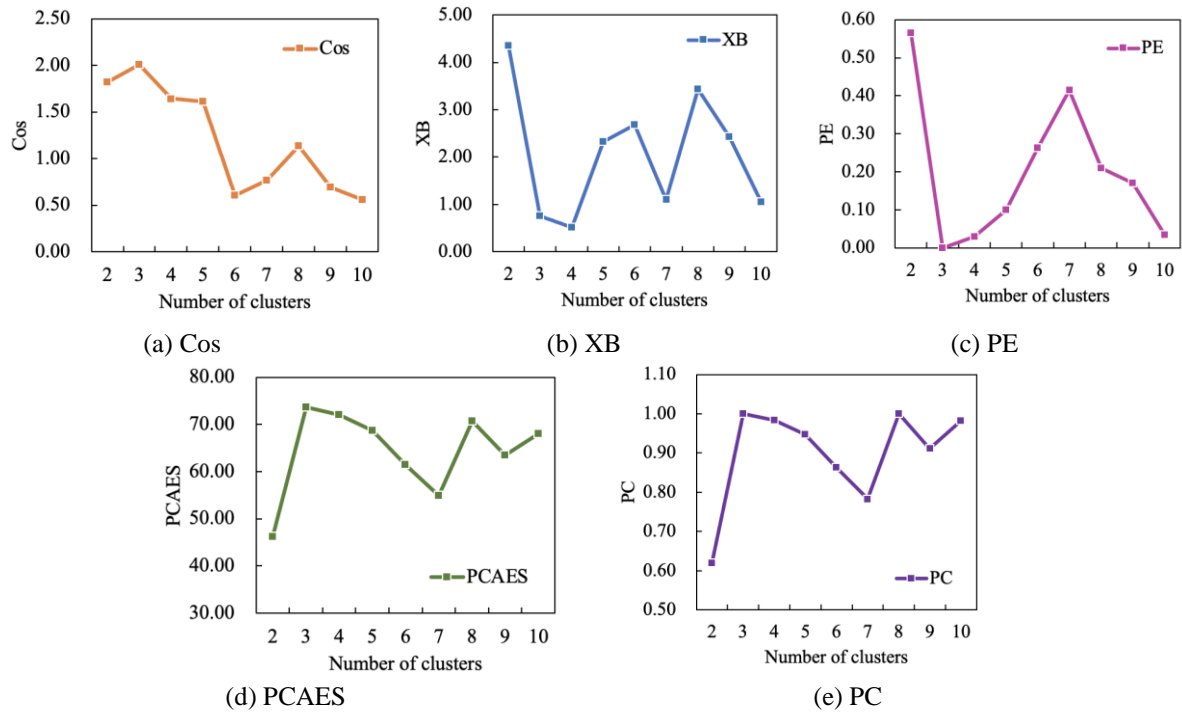 2.50
2.00
1.50
1.00
0.50
0.00
Cos
Cos
2 3 4 5 6 7 8 9 10
Number of clusters
(a) Cos
5.00
4.00
3.00
2.00
1.00
0.00
XB
XB
2 3 4 5 6 7 8 9 10
Number of clusters
(b) XB
0.60
0.50
0.40
0.30
0.20
0.10
0.00
PE
PE
2 3 4 5 6 7 8 9 10
Number of clusters
(c) PE
80.00
70.00
60.00
50.00
40.00
30.00
PCAES
PCAES
2 3 4 5 6 7 8 9 10
Number of clusters
(d) PCAES
1.10
1.00
0.90
0.80
0.70
0.60
0.50
PC
PC
2 3 4 5 6 7 8 9 10
Number of clusters
(e) PC